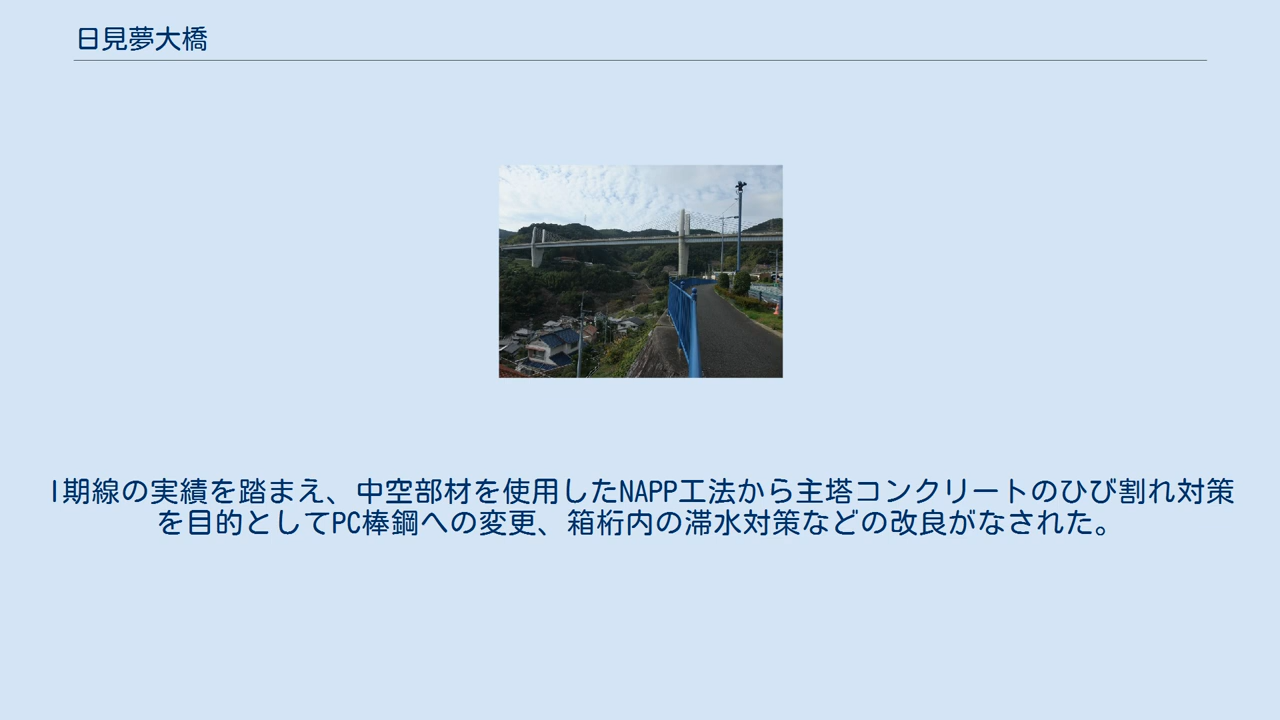 日見夢大橋
I期線の実績を踏まえ、中空部材を使用したNAPP工法から主塔コンクリートのひび割れ対策
を目的としてPC棒鋼への変更、箱桁内の滞水対策などの改良がなされた。